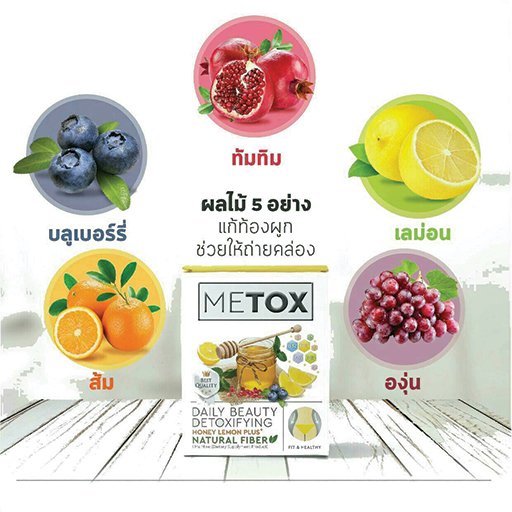 ทัมทิม
บลูเบอร์รี่
ผลไม้ 5 อย่าง
แก้ท้องผูก
ช่วยให้ถ่ายคล่อง
เลม่อน
ส้ม
องุ่น
METOX
BEST
QUALITY
DAILY BEAUTY
DETOXIFYING
HONEY LEMON PLUS+
NATURAL FIBER
FIT & HEALTHY